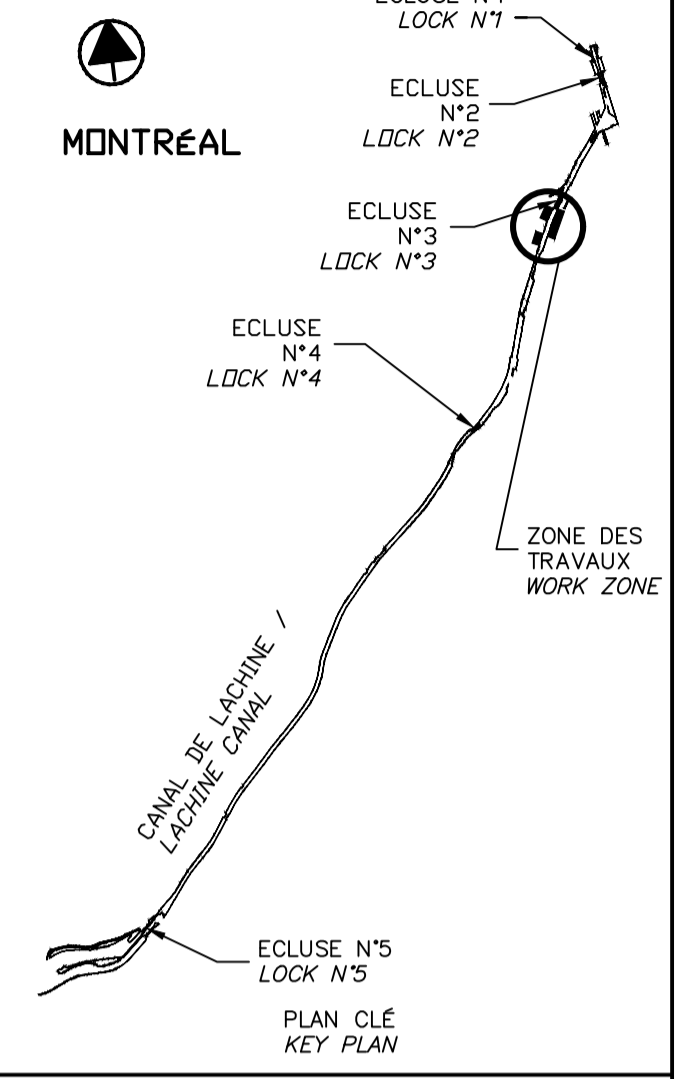 LOCK N°1
ECLUSE
N°2
LOCK N°2
MONTRÉAL
ECLUSE
N°3
LOCK N°3
ECLUSE
N°4
LOCK N°4
ZONE DES
TRAVAUX
WORK ZONE
CANAL DE LACHINE /
LACHINE CANAL
ECLUSE N°5
LOCK N°5
PLAN CLÉ
KEY PLAN